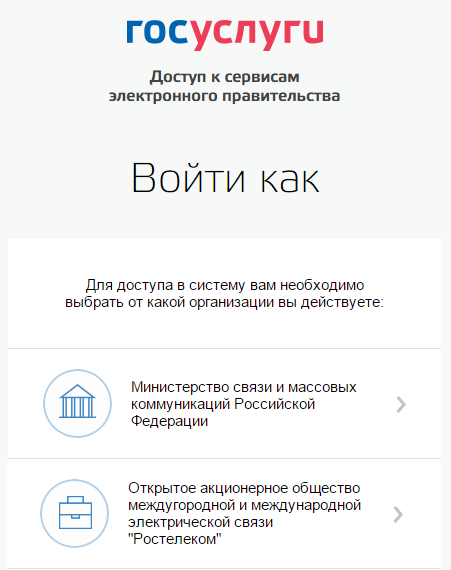 госуслуги
Доступ к сервисам
электронного правительства
Войти как
Для доступа в систему вам необходимо
выбрать от какой организации вы действуете:
Министерство связи и массовых
коммуникаций Российской
Федерации
Открытое акционерное общество
междугородной и международной
электрической связи
"Ростелеком"